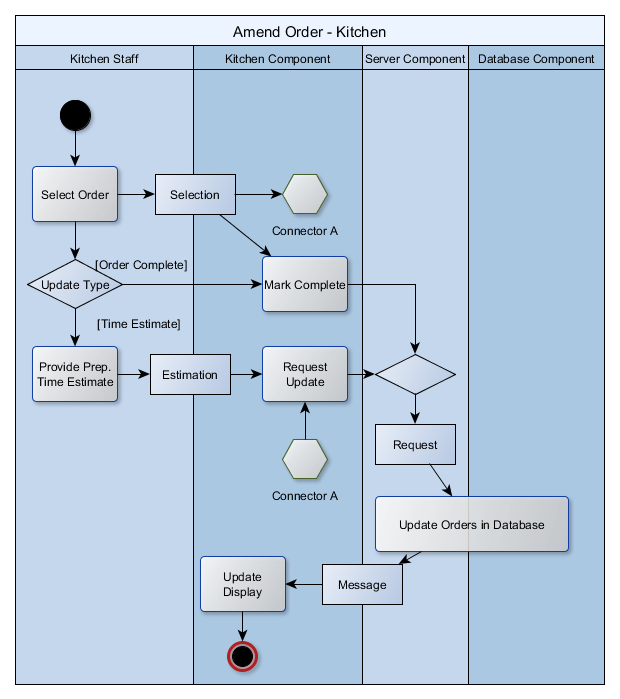 Amend Order - Kitchen
Kitchen Staff
Kitchen Component
Server Component
Database Component
Select Order
Selection
Connector A
[Order Complete]
Update Type
Mark Complete
[Time Estimate]
Provide Prep.
Time Estimate
Estimation
Request
Update
Request
Connector A
Update Orders in Database
Update
Display
Message